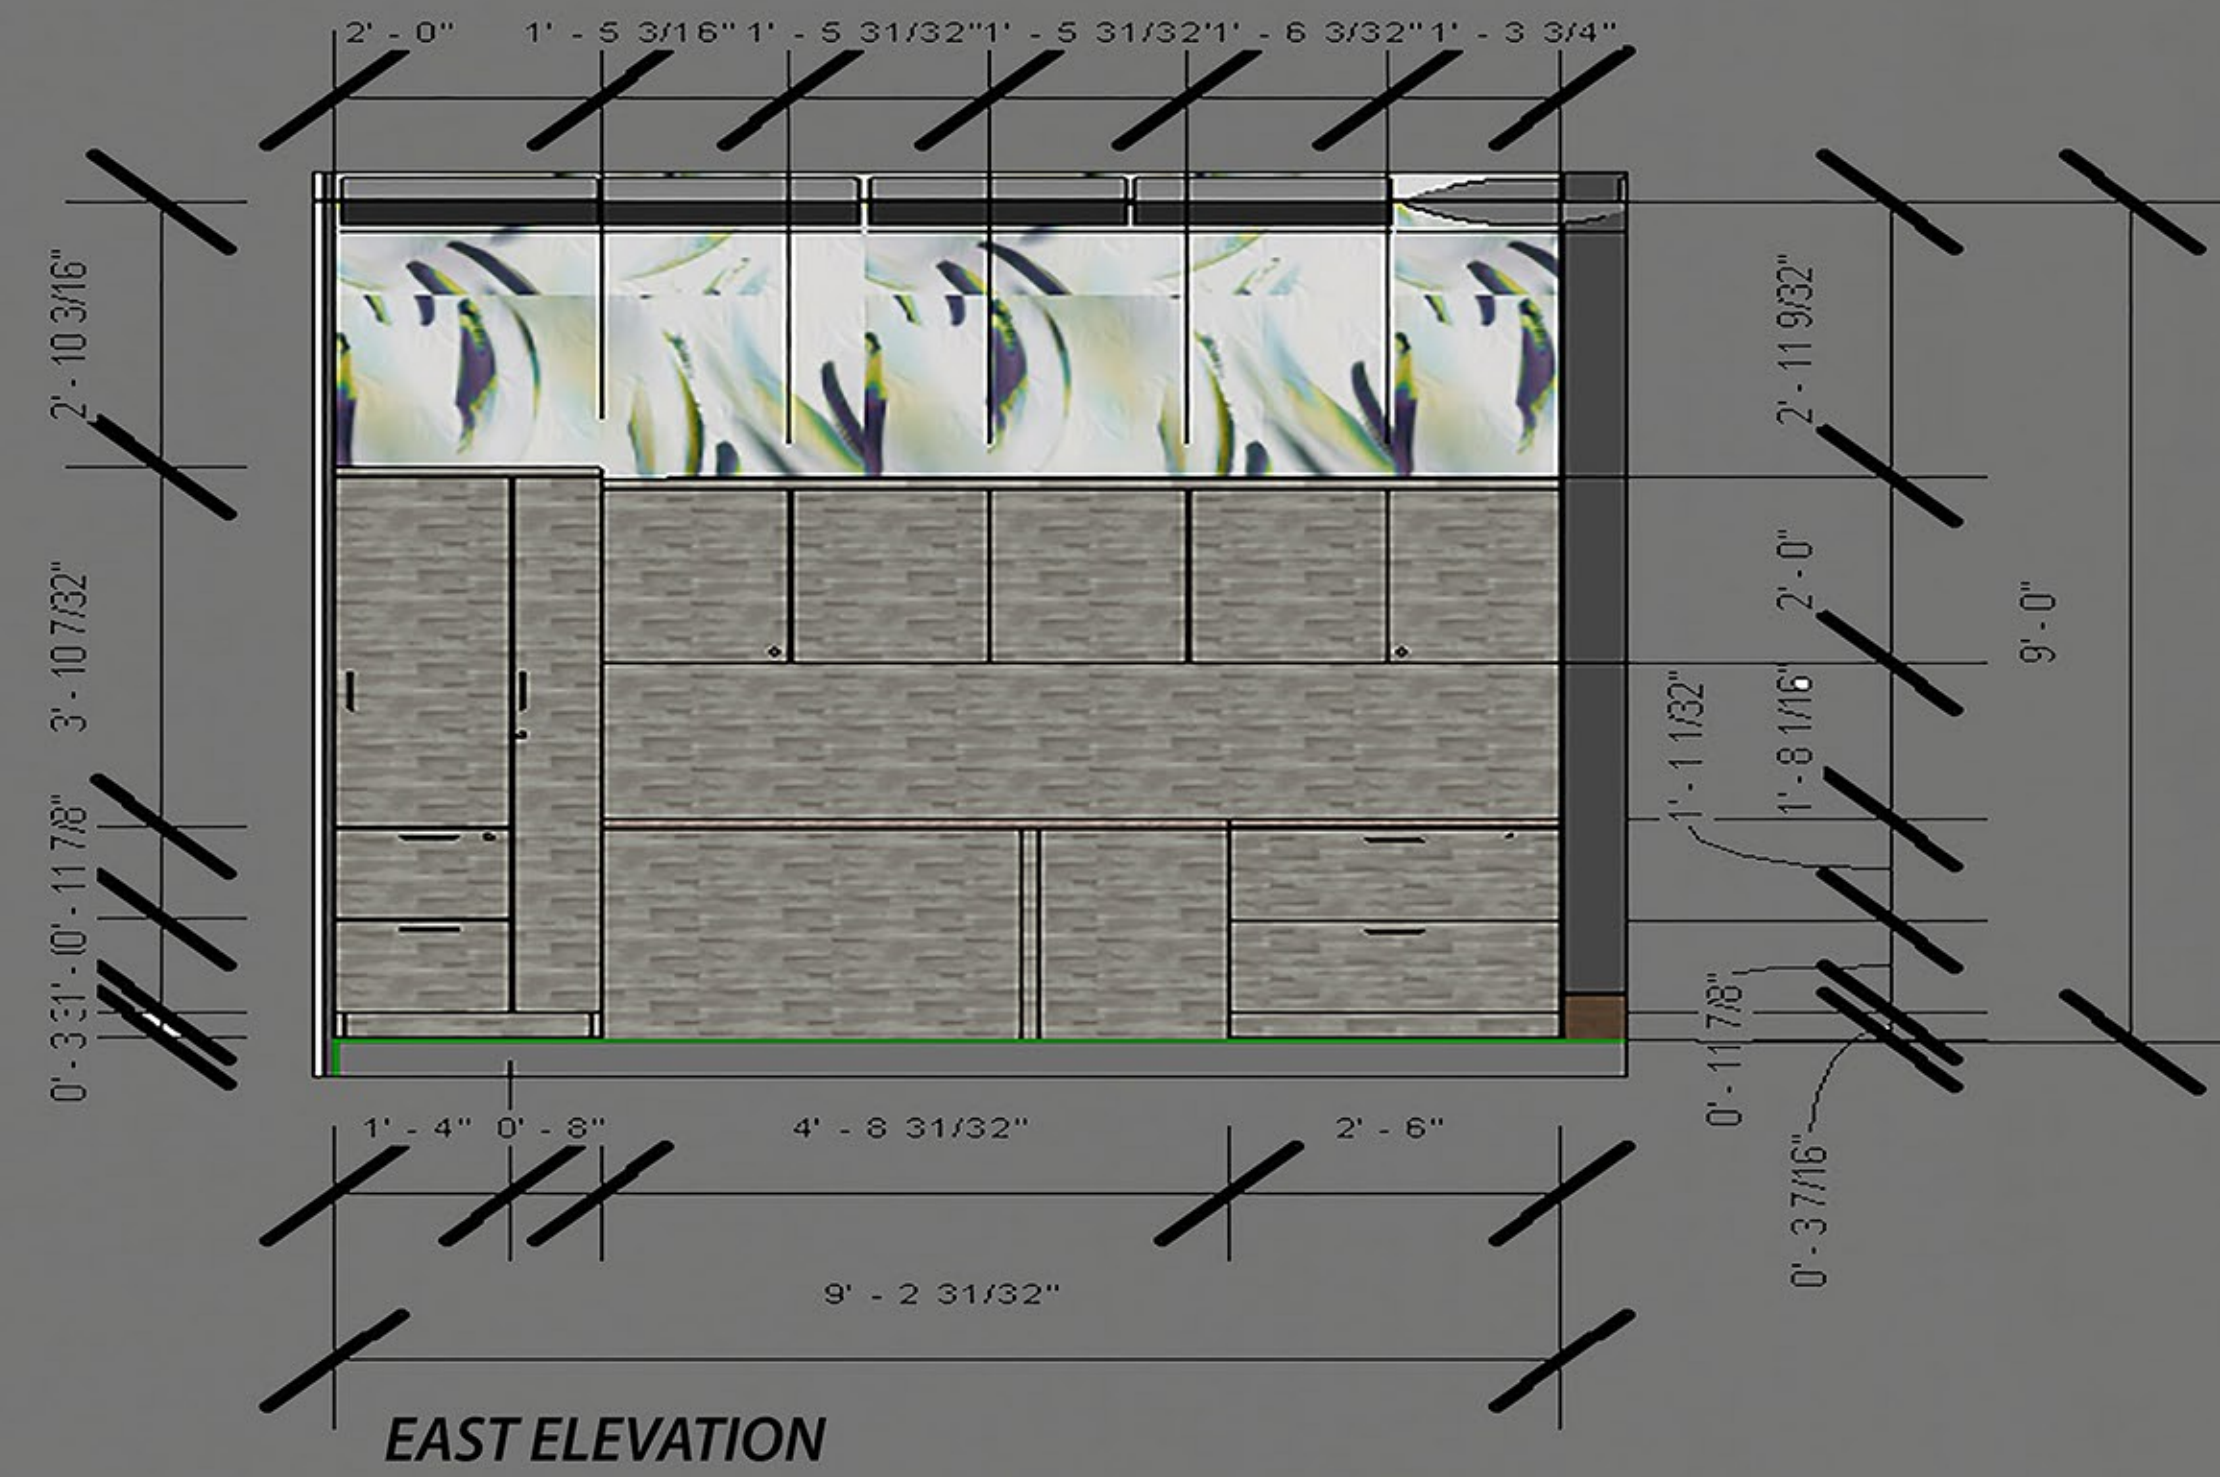 2' - 0" 1' - 5 3/16" 1' - 5 31/32" 1' - 5 31/32" 1' - 6 3/32" 1' - 3 3/4"
2' - 10 3/16"
3' - 10 7/32"
0' - 11 7/8"
2' - 11 9/32"
2' - 0"
1' - 8 1/16"
1' - 1 1/32"
0' - 11 7/8"
0' - 3 7/16"
9' - 0"
1' - 4" 0' - 8" 4' - 8 31/32" 2' - 6"
9' - 2 31/32"
EAST ELEVATION